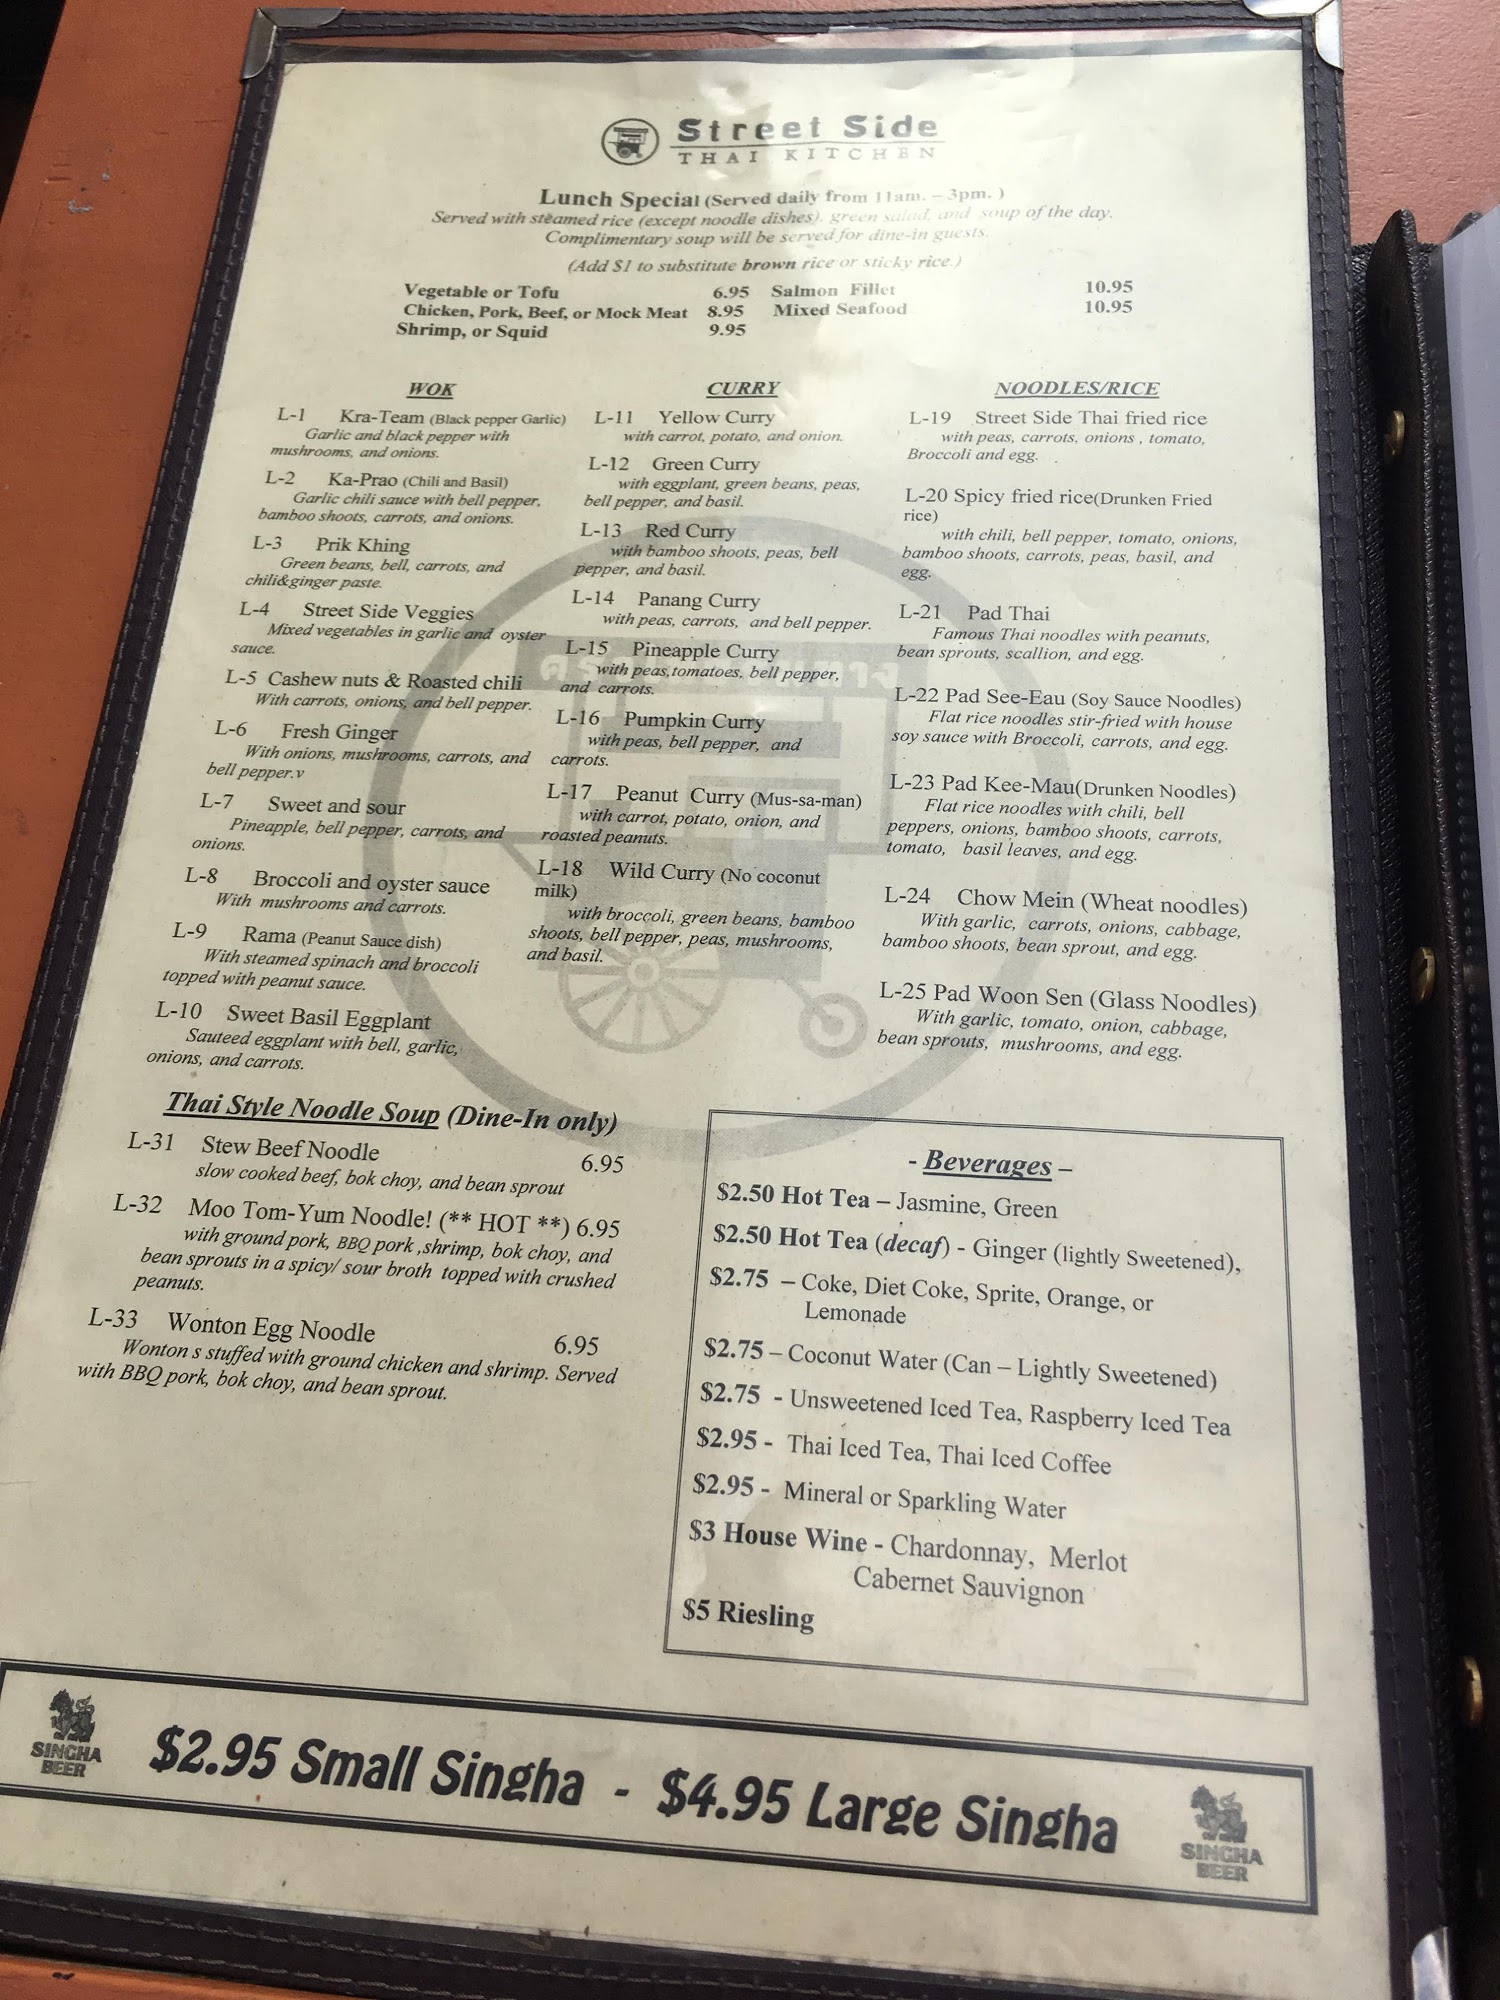 Street Side
THAI KITCHEN
Lunch Special (Served daily from 11am. – 3pm. )
Served with steamed rice (except noodle dishes), green salad, and soup of the day.
Complimentary soup will be served for dine-in guests.
(Add $1 to substitute brown rice or sticky rice.)
Vegetable or Tofu 6.95 Salmon Fillet 10.95
Chicken, Pork, Beef, or Mock Meat 8.95 Mixed Seafood 10.95
Shrimp, or Squid 9.95
WOK
L-1 Kra-Team (Black pepper Garlic)
Garlic and black pepper with
mushrooms, and onions.
L-2 Ka-Prao (Chili and Basil)
Garlic chili sauce with bell pepper,
bamboo shoots, carrots, and onions.
L-3 Prik Khing
Green beans, bell, carrots, and
chili&ginger paste.
L-4 Street Side Veggies
Mixed vegetables in garlic and oyster
sauce.
L-5 Cashew nuts & Roasted chili
With carrots, onions, and bell pepper.
L-6 Fresh Ginger
With onions, mushrooms, carrots, and
bell pepper.v
L-7 Sweet and sour
Pineapple, bell pepper, carrots, and
onions.
L-8 Broccoli and oyster sauce
With mushrooms and carrots.
L-9 Rama (Peanut Sauce dish)
With steamed spinach and broccoli
topped with peanut sauce.
L-10 Sweet Basil Eggplant
Sauteed eggplant with bell, garlic,
onions, and carrots.
CURRY
L-11 Yellow Curry
with carrot, potato, and onion.
L-12 Green Curry
with eggplant, green beans, peas,
bell pepper, and basil.
L-13 Red Curry
with bamboo shoots, peas, bell
pepper, and basil.
L-14 Panang Curry
with peas, carrots, and bell pepper.
L-15 Pineapple Curry
with peas,tomatoes, bell pepper,
and carrots.
L-16 Pumpkin Curry
with peas, bell pepper, and
carrots.
L-17 Peanut Curry (Mus-sa-man)
with carrot, potato, onion, and
roasted peanuts.
L-18 Wild Curry (No coconut
milk)
with broccoli, green beans, bamboo
shoots, bell pepper, peas, mushrooms,
and basil.
NOODLES/RICE
L-19 Street Side Thai fried rice
with peas, carrots, onions , tomato,
Broccoli and egg.
L-20 Spicy fried rice(Drunken Fried
rice)
with chili, bell pepper, tomato, onions,
bamboo shoots, carrots, peas, basil, and
egg.
L-21 Pad Thai
Famous Thai noodles with peanuts,
bean sprouts, scallion, and egg.
L-22 Pad See-Eau (Soy Sauce Noodles)
Flat rice noodles stir-fried with house
soy sauce with Broccoli, carrots, and egg.
L-23 Pad Kee-Mau(Drunken Noodles)
Flat rice noodles with chili, bell
peppers, onions, bamboo shoots, carrots,
tomato, basil leaves, and egg.
L-24 Chow Mein (Wheat noodles)
With garlic, carrots, onions, cabbage,
bamboo shoots, bean sprout, and egg.
L-25 Pad Woon Sen (Glass Noodles)
With garlic, tomato, onion, cabbage,
bean sprouts, mushrooms, and egg.
Thai Style Noodle Soup (Dine-In only)
L-31 Stew Beef Noodle 6.95
slow cooked beef, bok choy, and bean sprout
L-32 Moo Tom-Yum Noodle! (** HOT **) 6.95
with ground pork, BBQ pork ,shrimp, bok choy, and
bean sprouts in a spicy/ sour broth topped with crushed
peanuts.
L-33 Wonton Egg Noodle 6.95
Wonton s stuffed with ground chicken and shrimp. Served
with BBQ pork, bok choy, and bean sprout.
- Beverages –
$2.50 Hot Tea – Jasmine, Green
$2.50 Hot Tea (decaf) - Ginger (lightly Sweetened),
$2.75 – Coke, Diet Coke, Sprite, Orange, or
Lemonade
$2.75 – Coconut Water (Can – Lightly Sweetened)
$2.75 - Unsweetened Iced Tea, Raspberry Iced Tea
$2.95 - Thai Iced Tea, Thai Iced Coffee
$2.95 - Mineral or Sparkling Water
$3 House Wine - Chardonnay, Merlot
Cabernet Sauvignon
$5 Riesling
SINGHA
BEER
$2.95 Small Singha - $4.95 Large Singha
SINGHA
BEER